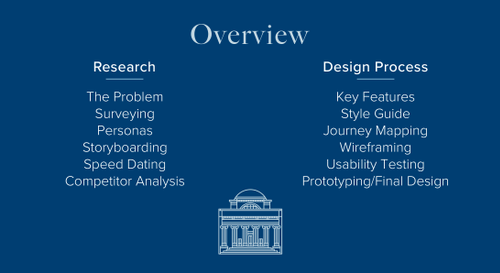 Overview
Research
The Problem
Surveying
Personas
Storyboarding
Speed Dating
Competitor Analysis
Design Process
Key Features
Style Guide
Journey Mapping
Wireframing
Usability Testing
Prototyping/Final Design